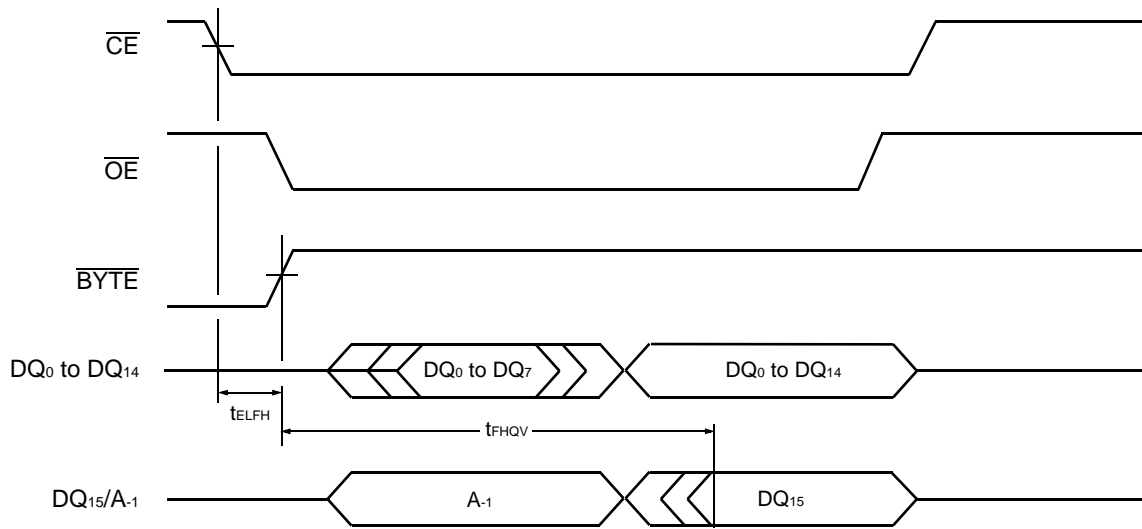 CE
OE
BYTE
DQ0 to DQ14 DQ0 to DQ7 DQ0 to DQ14
tELFH
tFHQV
DQ15/A-1 A-1 DQ15